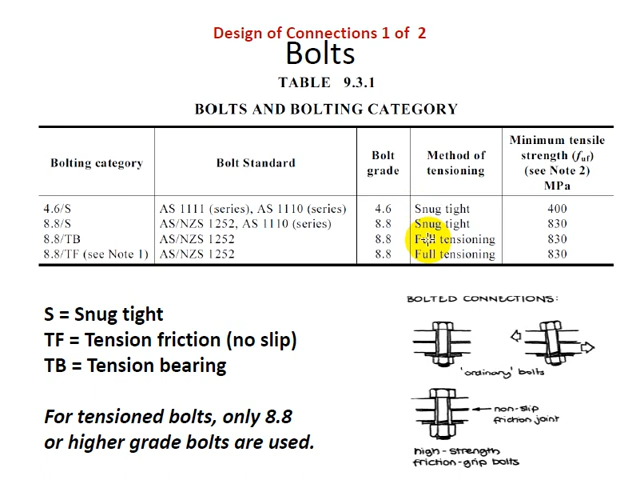 Design of Connections 1 of 2
Bolts
TABLE 9.3.1
BOLTS AND BOLTING CATEGORY
Bolting category Bolt Standard Bolt grade Method of tensioning Minimum tensile strength (fuf) (see Note 2) MPa
4.6/S AS 1111 (series), AS 1110 (series) 4.6 Snug tight 400
8.8/S AS/NZS 1252, AS 1110 (series) 8.8 Snug tight 830
8.8/TB AS/NZS 1252 8.8 Full tensioning 830
8.8/TF (see Note 1) AS/NZS 1252 8.8 Full tensioning 830
S = Snug tight
TF = Tension friction (no slip)
TB = Tension bearing
For tensioned bolts, only 8.8
or higher grade bolts are used.
BOLTED CONNECTIONS:
'ordinary' bolts
non-slip
friction joint
high-strength
friction-grip bolts